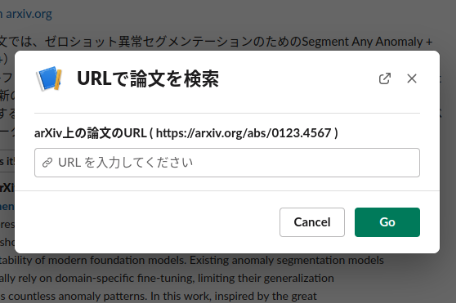 arxiv.org
文では、ゼロショット異常セグメンテーションのためのSegment Any Anomaly +
URLで論文を検索
arXiv上の論文のURL ( https://arxiv.org/abs/0123.4567 )
URL を入力してください
Cancel
Go
tability of modern foundation models. Existing anomaly segmentation models
ally rely on domain-specific fine-tuning, limiting their generalization
s countless anomaly patterns. In this work, inspired by the great